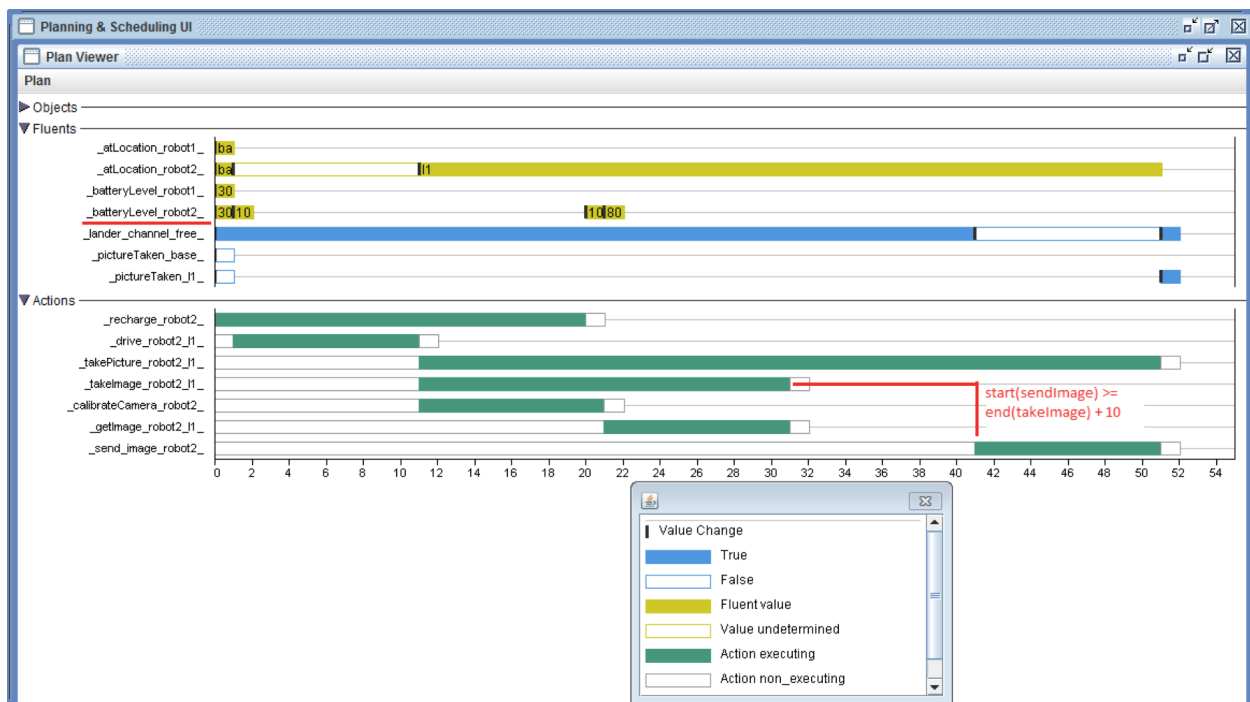 Planning & Scheduling UI
Plan Viewer
Plan
Objects
Fluents
_atLocation_robot1_ ba
_atLocation_robot2_ ba l1
_batteryLevel_robot1_ 30
_batteryLevel_robot2_ 30 10 10 80
_lander_channel_free_
_pictureTaken_base_
_pictureTaken_l1_
Actions
_recharge_robot2_
_drive_robot2_l1_
_takePicture_robot2_l1_
_takeImage_robot2_l1_
start(sendImage) >=
end(takeImage) + 10
_calibrateCamera_robot2_
_getImage_robot2_l1_
_send_image_robot2_
0 2 4 6 8 10 12 14 16 18 20 22 24 26 28 30 32 34 36 38 40 42 44 46 48 50 52 54
Value Change
True
False
Fluent value
Value undetermined
Action executing
Action non_executing